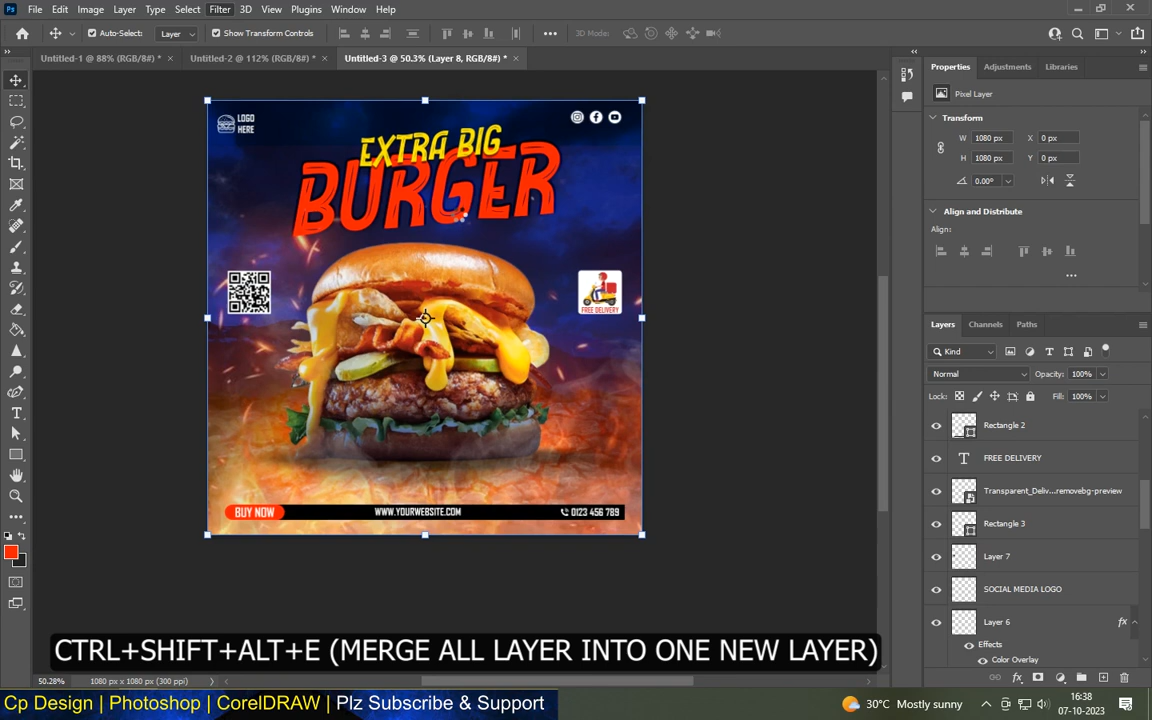 Ps File Edit Image Layer Type Select Filter 3D View Plugins Window Help
Auto-Select: Layer Show Transform Controls 3D Mode:
Untitled-1 @ 88% (RGB/8#) * × Untitled-2 @ 112% (RGB/8#) * × Untitled-3 @ 50.3% (Layer 8, RGB/8#) * ×
Properties Adjustments Libraries
Pixel Layer
Transform
W 1080 px X 0 px
H 1080 px Y 0 px
0.00°
Align and Distribute
Align:
LOGO
HERE
EXTRA BIG
BURGER
FREE DELIVERY
BUY NOW WWW.YOURWEBSITE.COM 0123 456 789
Layers Channels Paths
Kind
Normal Opacity: 100%
Lock: Fill: 100%
Rectangle 2
T FREE DELIVERY
Transparent_Deliv...removebg-preview
Rectangle 3
Layer 7
SOCIAL MEDIA LOGO
Layer 6 fx
Effects
Color Overlay
CTRL+SHIFT+ALT+E (MERGE ALL LAYER INTO ONE NEW LAYER)
50.28% 1080 px x 1080 px (300 ppi)
Cp Design | Photoshop | CorelDRAW | Plz Subscribe & Support
30°C Mostly sunny
16:38
07-10-2023